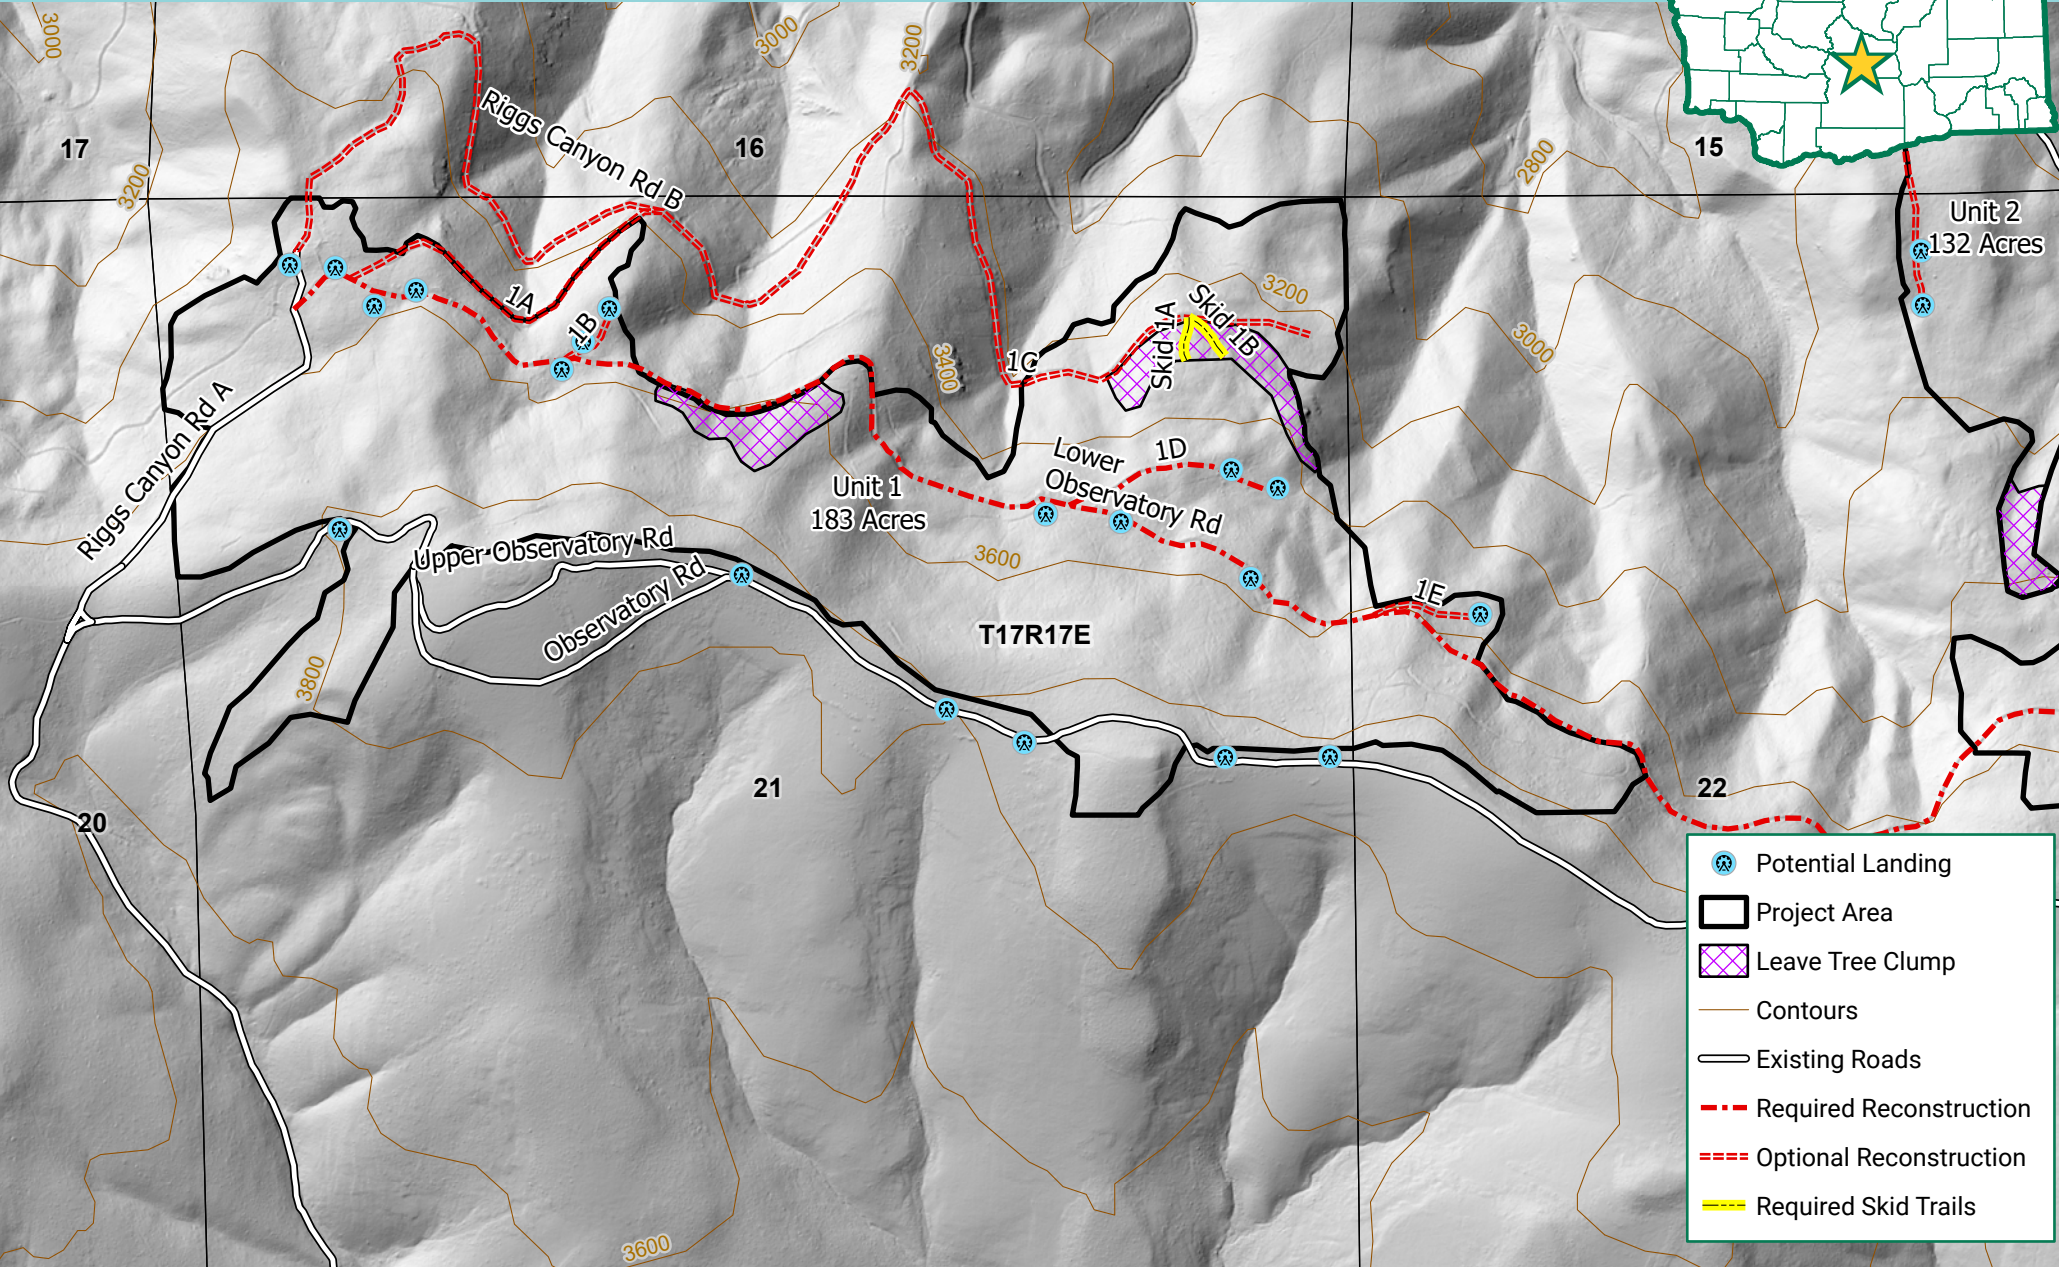 3000
3000
3200
17
16
15
2800
3200
Riggs Canyon Rd B
Unit 2
132 Acres
1A
1B
3200
Skid 1A
Skid 1B
3000
1C
3400
Riggs Canyon Rd A
Lower
Observatory Rd
1D
Unit 1
183 Acres
Upper Observatory Rd
Observatory Rd
3600
1E
T17R17E
3800
20
21
22
3600
Potential Landing
Project Area
Leave Tree Clump
Contours
Existing Roads
Required Reconstruction
Optional Reconstruction
Required Skid Trails